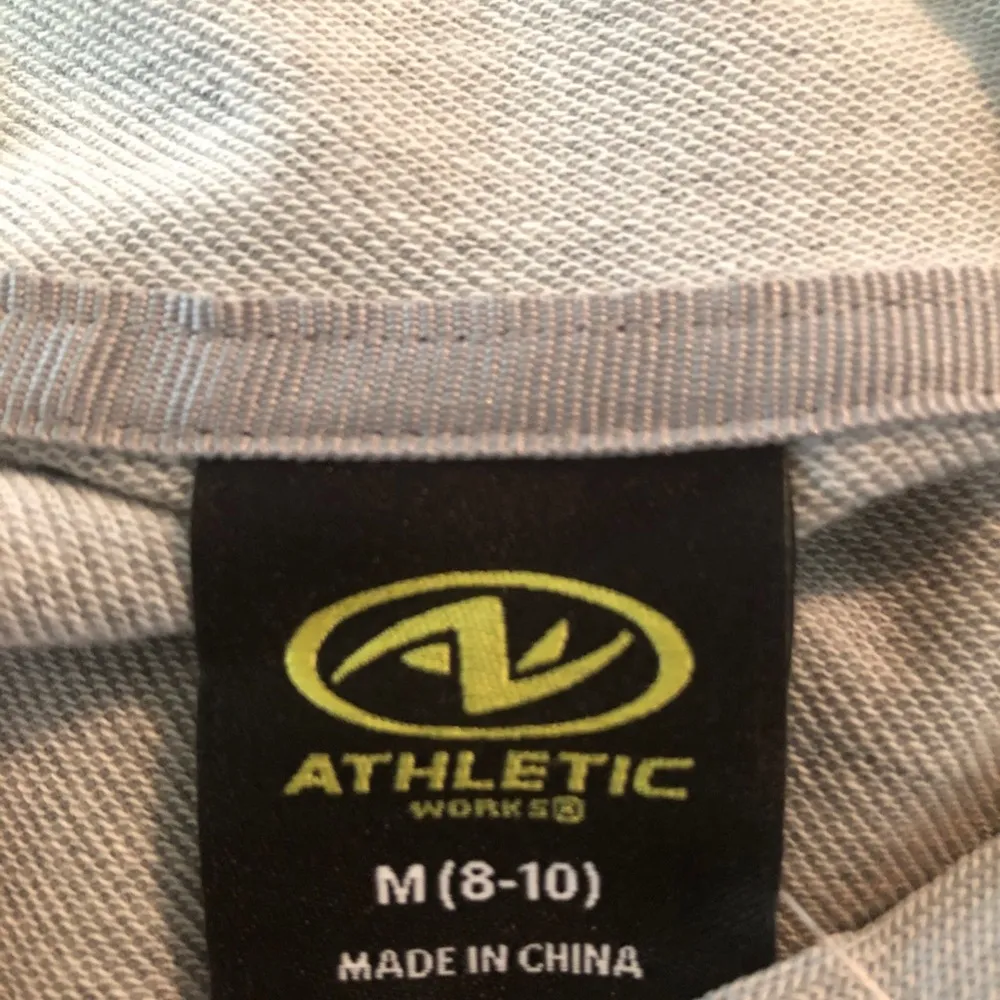 ATHLETIC
WORKS®
M (8-10)
MADE IN CHINA